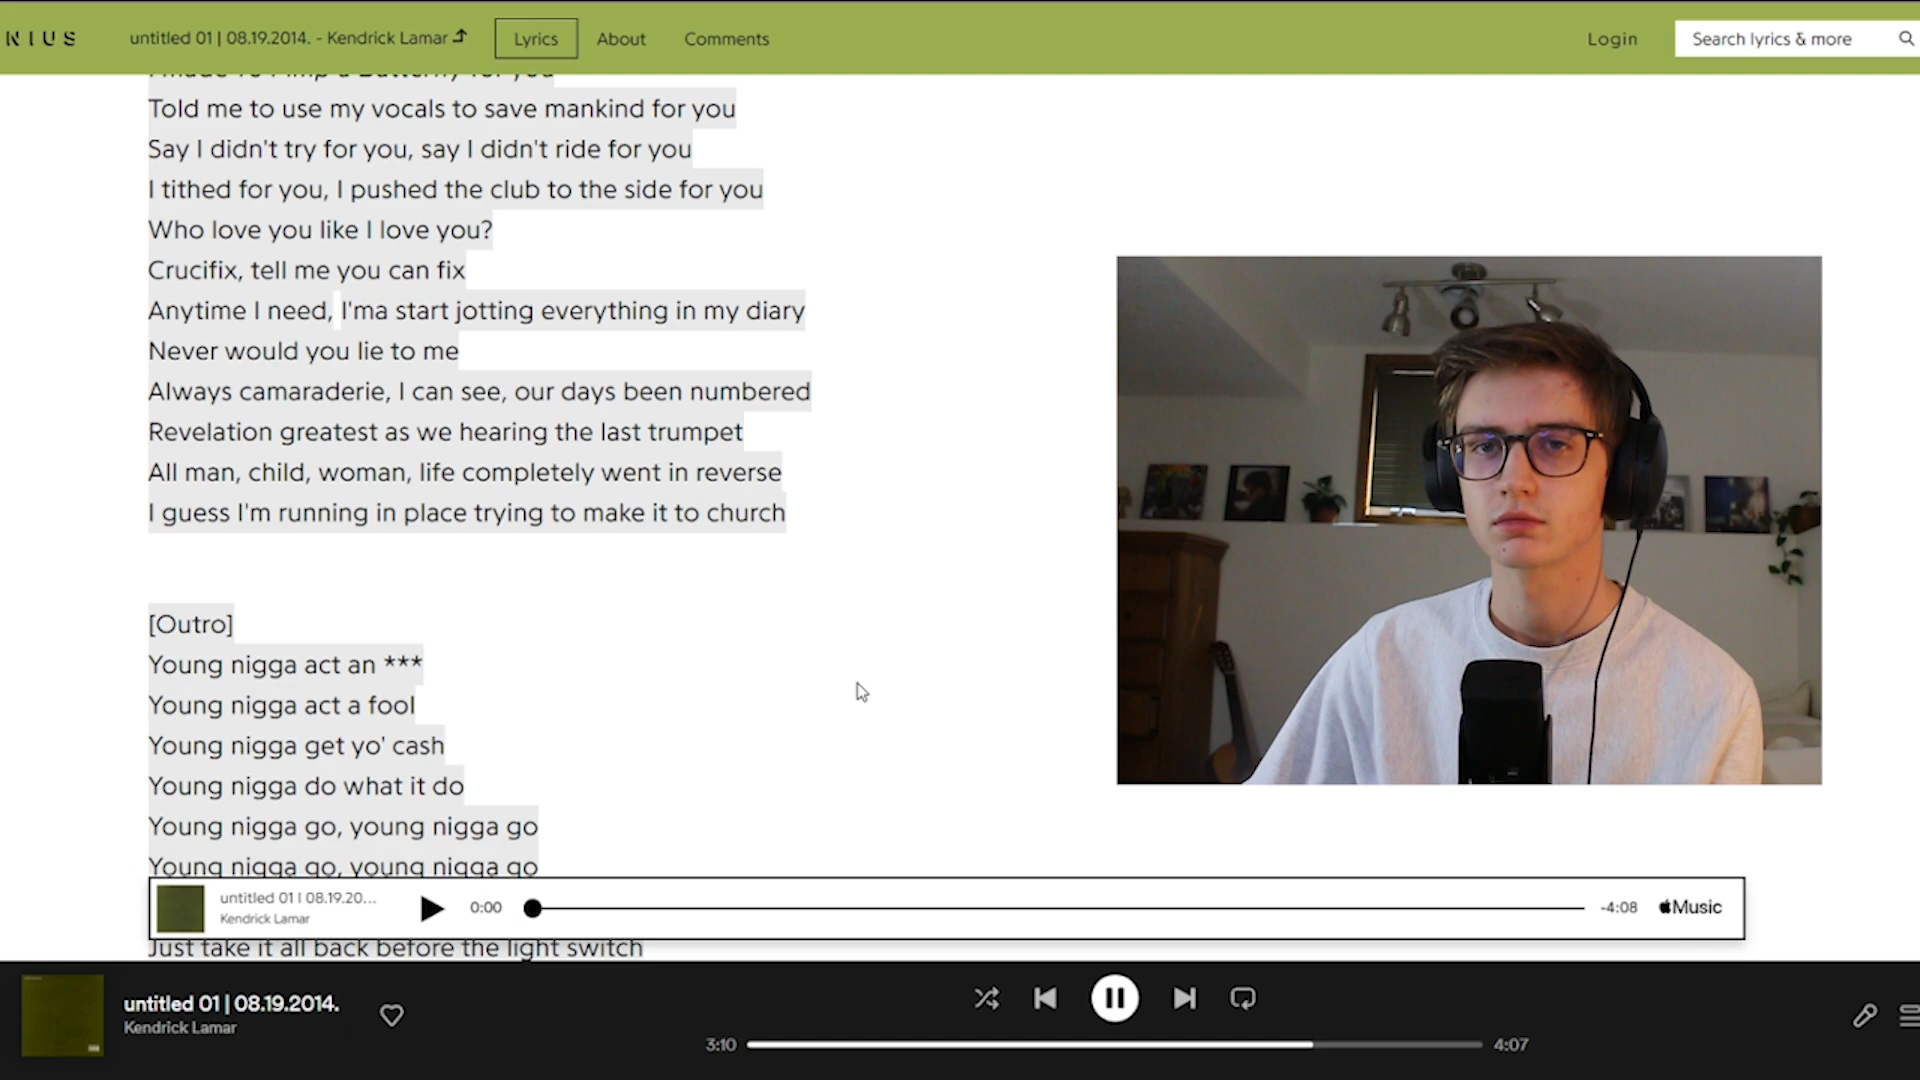 NIUS
untitled 01 | 08.19.2014. - Kendrick Lamar
Lyrics
About
Comments
Login
Search lyrics & more
I made To Pimp a Butterfly for you
Told me to use my vocals to save mankind for you
Say I didn't try for you, say I didn't ride for you
I tithed for you, I pushed the club to the side for you
Who love you like I love you?
Crucifix, tell me you can fix
Anytime I need, I'ma start jotting everything in my diary
Never would you lie to me
Always camaraderie, I can see, our days been numbered
Revelation greatest as we hearing the last trumpet
All man, child, woman, life completely went in reverse
I guess I'm running in place trying to make it to church
[Outro]
Young nigga act an ***
Young nigga act a fool
Young nigga get yo' cash
Young nigga do what it do
Young nigga go, young nigga go
Young nigga go, young nigga go
untitled 01 | 08.19.20...
Kendrick Lamar
0:00
-4:08
Music
Just take it all back before the light switch
untitled 01 | 08.19.2014.
Kendrick Lamar
3:10
4:07